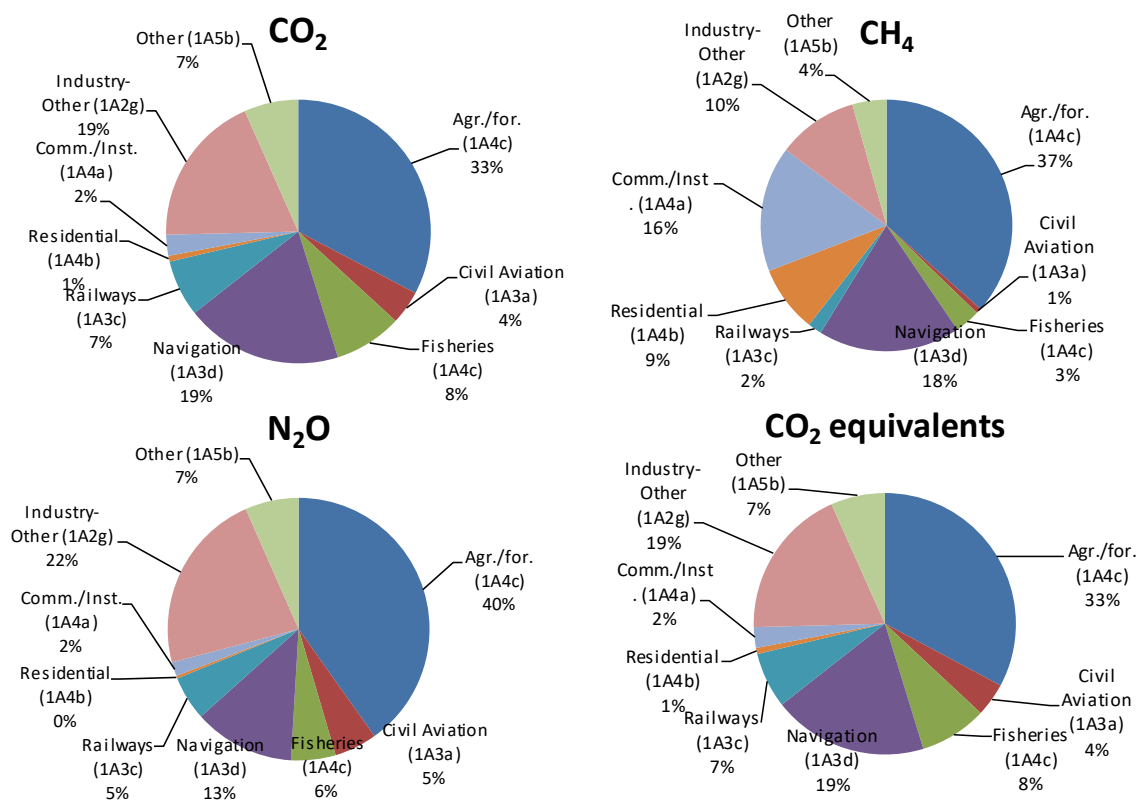 CO2
Other (1A5b)
7%
Industry-
Other (1A2g)
19%
Comm./Inst.
(1A4a)
2%
Residential
(1A4b)
1%
Railways
(1A3c)
7%
Navigation
(1A3d)
19%
Fisheries
(1A4c)
8%
Civil Aviation
(1A3a)
4%
Agr./for.
(1A4c)
33%
CH4
Other
(1A5b)
4%
Industry-
Other
(1A2g)
10%
Comm./Inst
. (1A4a)
16%
Residential
(1A4b)
9%
Railways
(1A3c)
2%
Navigation
(1A3d)
18%
Fisheries
(1A4c)
3%
Civil
Aviation
(1A3a)
1%
Agr./for.
(1A4c)
37%
N2O
Other (1A5b)
7%
Industry-
Other (1A2g)
22%
Comm./Inst.
(1A4a)
2%
Residential
(1A4b)
0%
Railways
(1A3c)
5%
Navigation
(1A3d)
13%
Fisheries
(1A4c)
6%
Civil Aviation
(1A3a)
5%
Agr./for.
(1A4c)
40%
CO2 equivalents
Other
(1A5b)
7%
Industry-
Other
(1A2g)
19%
Comm./Inst
. (1A4a)
2%
Residential
(1A4b)
1%
Railways
(1A3c)
7%
Navigation
(1A3d)
19%
Fisheries
(1A4c)
8%
Civil
Aviation
(1A3a)
4%
Agr./for.
(1A4c)
33%